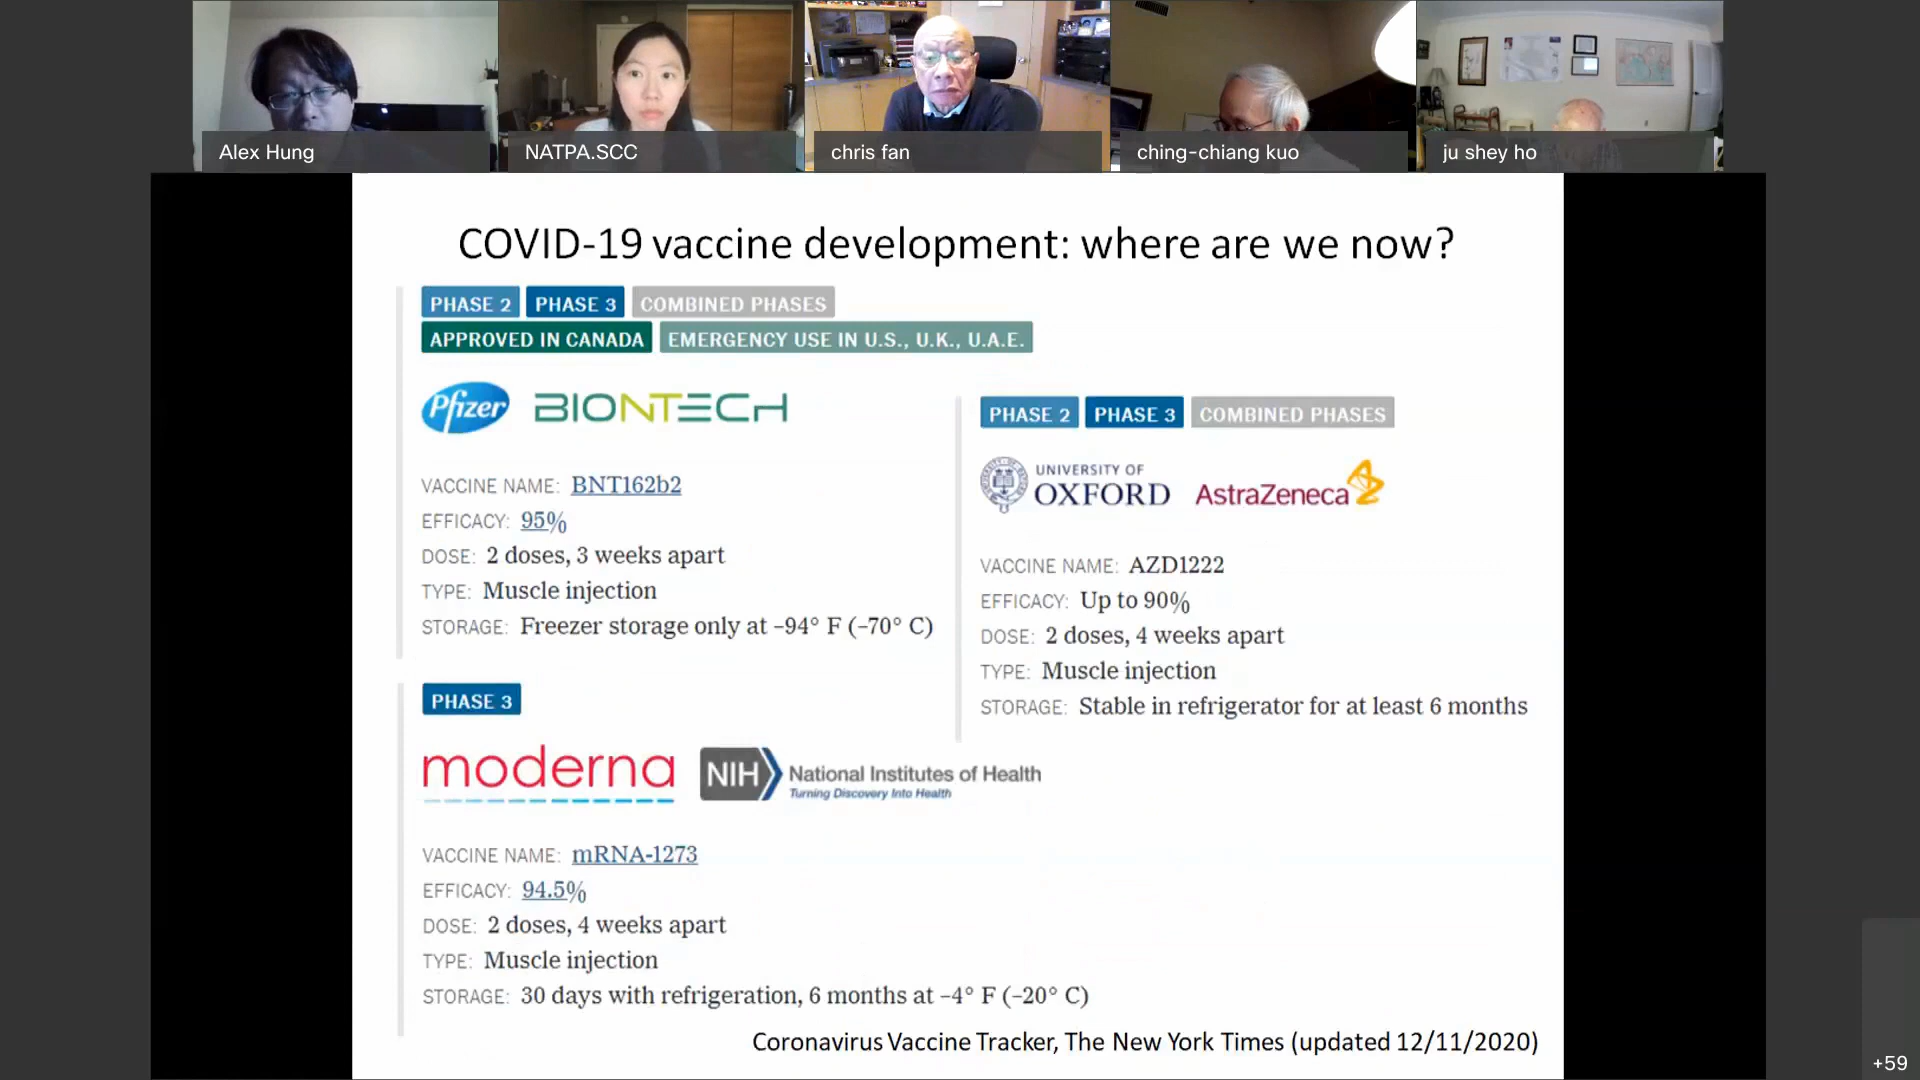 Alex Hung
NATPA.SCC
chris fan
ching-chiang kuo
ju shey ho
COVID-19 vaccine development: where are we now?
PHASE 2 PHASE 3 COMBINED PHASES
APPROVED IN CANADA EMERGENCY USE IN U.S., U.K., U.A.E.
Pfizer BIONTECH
VACCINE NAME: BNT162b2
EFFICACY: 95%
DOSE: 2 doses, 3 weeks apart
TYPE: Muscle injection
STORAGE: Freezer storage only at –94° F (–70° C)
PHASE 2 PHASE 3 COMBINED PHASES
UNIVERSITY OF
OXFORD AstraZeneca
VACCINE NAME: AZD1222
EFFICACY: Up to 90%
DOSE: 2 doses, 4 weeks apart
TYPE: Muscle injection
STORAGE: Stable in refrigerator for at least 6 months
PHASE 3
moderna NIH National Institutes of Health
Turning Discovery Into Health
VACCINE NAME: mRNA-1273
EFFICACY: 94.5%
DOSE: 2 doses, 4 weeks apart
TYPE: Muscle injection
STORAGE: 30 days with refrigeration, 6 months at –4° F (–20° C)
Coronavirus Vaccine Tracker, The New York Times (updated 12/11/2020)
+59